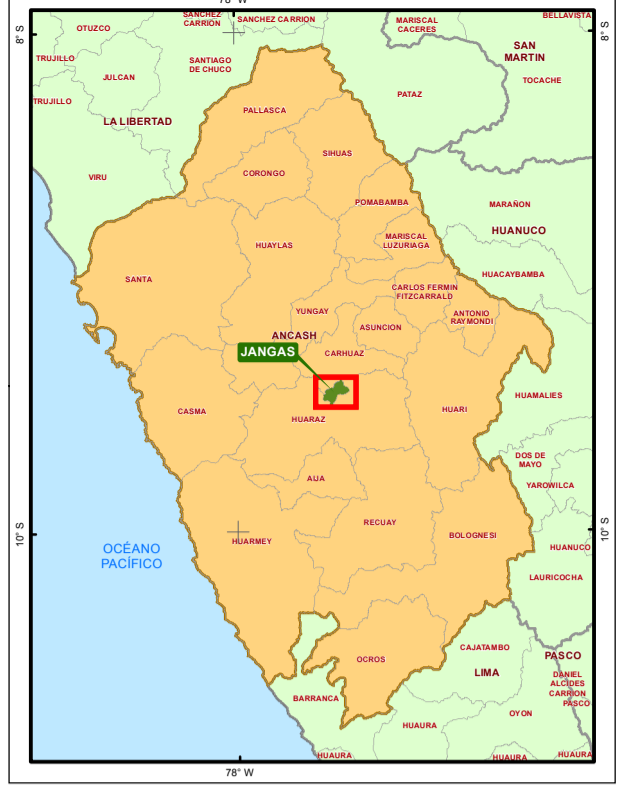 78° W
SANCHEZ
CARRIÓN
SANCHEZ CARRION
MARISCAL
CACERES
BELLAVISTA
OTUZCO
8° S
8° S
SAN
MARTIN
TRUJILLO
SANTIAGO
DE CHUCO
JULCAN
TOCACHE
PATAZ
TRUJILLO
LA LIBERTAD
PALLASCA
SIHUAS
CORONGO
VIRU
POMABAMBA
MARAÑON
HUANUCO
MARISCAL
LUZURIAGA
HUAYLAS
HUACAYBAMBA
SANTA
CARLOS FERMIN
FITZCARRALD
YUNGAY
ANTONIO
RAYMONDI
ASUNCION
ANCASH
JANGAS
CARHUAZ
HUAMALIES
CASMA
HUARI
HUARAZ
DOS DE
MAYO
AIJA
YAROWILCA
RECUAY
BOLOGNESI
10° S
10° S
HUARMEY
OCÉANO
PACÍFICO
HUANUCO
LAURICOCHA
OCROS
CAJATAMBO
PASCO
LIMA
DANIEL
ALCIDES
CARRION
PASCO
BARRANCA
OYON
HUAURA
HUAURA
HUAURA
HUAURA
78° W